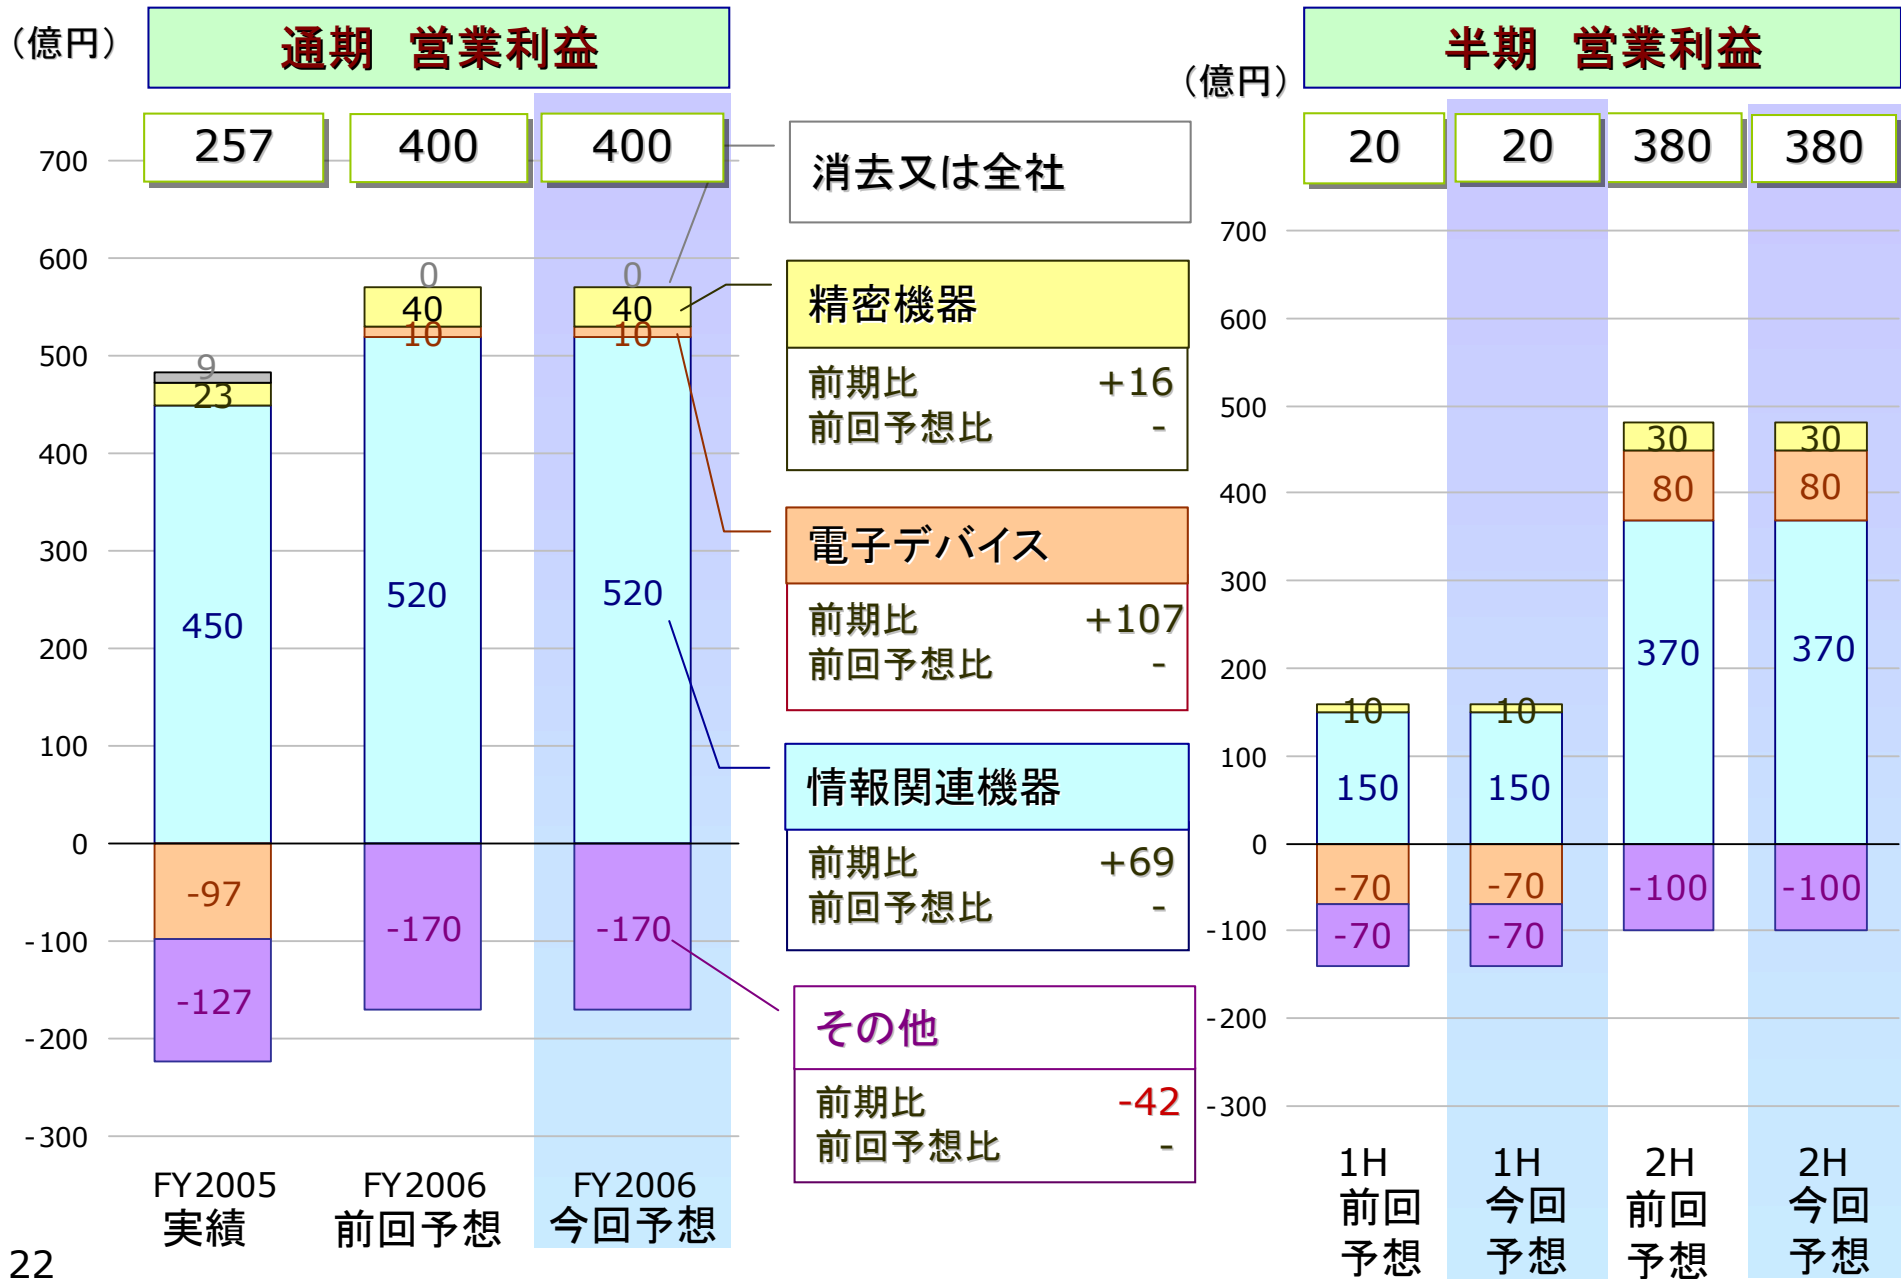 (億円)
通期 営業利益
257
400
400
700
600
500
400
300
200
100
0
-100
-200
-300
9
23
450
-97
-127
0
40
10
520
-170
0
40
10
520
-170
FY2005
実績
FY2006
前回予想
FY2006
今回予想
消去又は全社
精密機器
前期比 +16
前回予想比 -
電子デバイス
前期比 +107
前回予想比 -
情報関連機器
前期比 +69
前回予想比 -
その他
前期比 -42
前回予想比 -
(億円)
半期 営業利益
20
20
380
380
700
600
500
400
300
200
100
0
-100
-200
-300
10
150
-70
-70
10
150
-70
-70
30
80
370
-100
30
80
370
-100
1H
前回
予想
1H
今回
予想
2H
前回
予想
2H
今回
予想
22